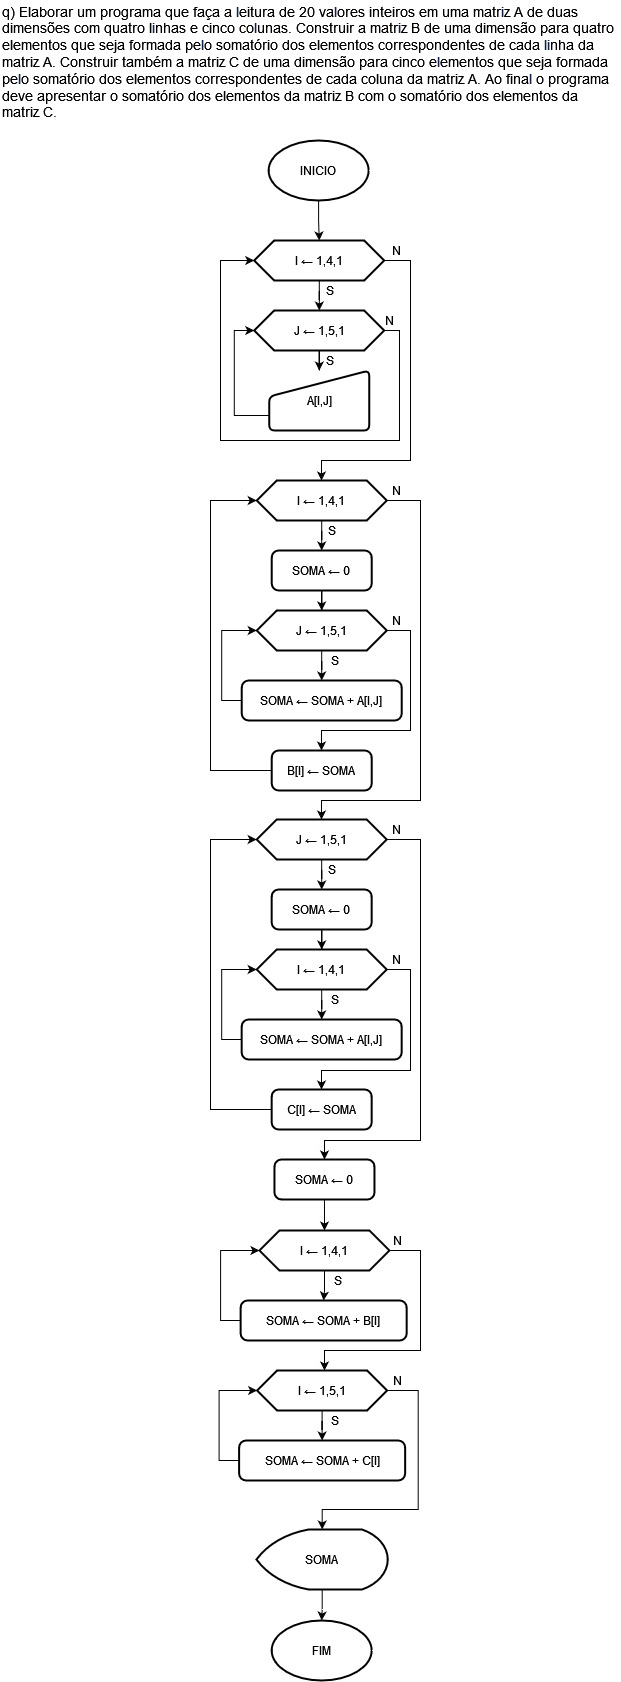 q) Elaborar um programa que faça a leitura de 20 valores inteiros em uma matriz A de duas
dimensões com quatro linhas e cinco colunas. Construir a matriz B de uma dimensão para quatro
elementos que seja formada pelo somatório dos elementos correspondentes de cada linha da
matriz A. Construir também a matriz C de uma dimensão para cinco elementos que seja formada
pelo somatório dos elementos correspondentes de cada coluna da matriz A. Ao final o programa
deve apresentar o somatório dos elementos da matriz B com o somatório dos elementos da
matriz C.
INICIO
I ← 1,4,1
N
S
J ← 1,5,1
N
S
A[I,J]
I ← 1,4,1
N
S
SOMA ← 0
J ← 1,5,1
N
S
SOMA ← SOMA + A[I,J]
B[I] ← SOMA
J ← 1,5,1
N
S
SOMA ← 0
I ← 1,4,1
N
S
SOMA ← SOMA + A[I,J]
C[I] ← SOMA
SOMA ← 0
I ← 1,4,1
N
S
SOMA ← SOMA + B[I]
I ← 1,5,1
N
S
SOMA ← SOMA + C[I]
SOMA
FIM